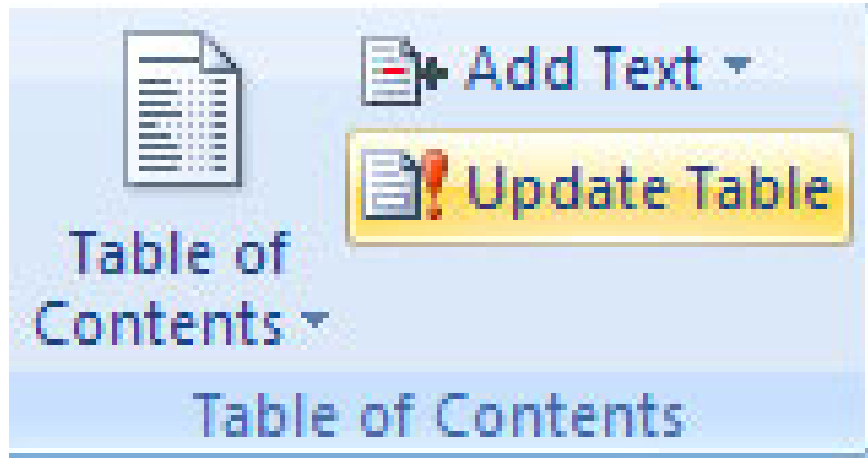 Add Text
Update Table
Table of
Contents
Table of Contents